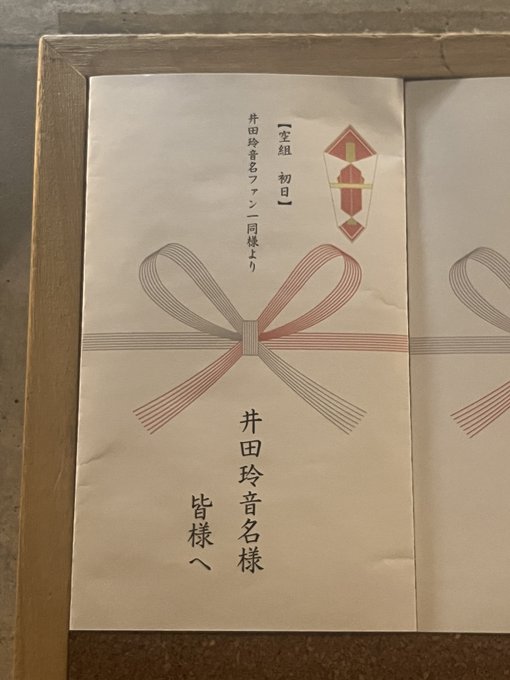 【空組　初日】
井田玲音名ファン一同様より
井田玲音名様
皆様へ